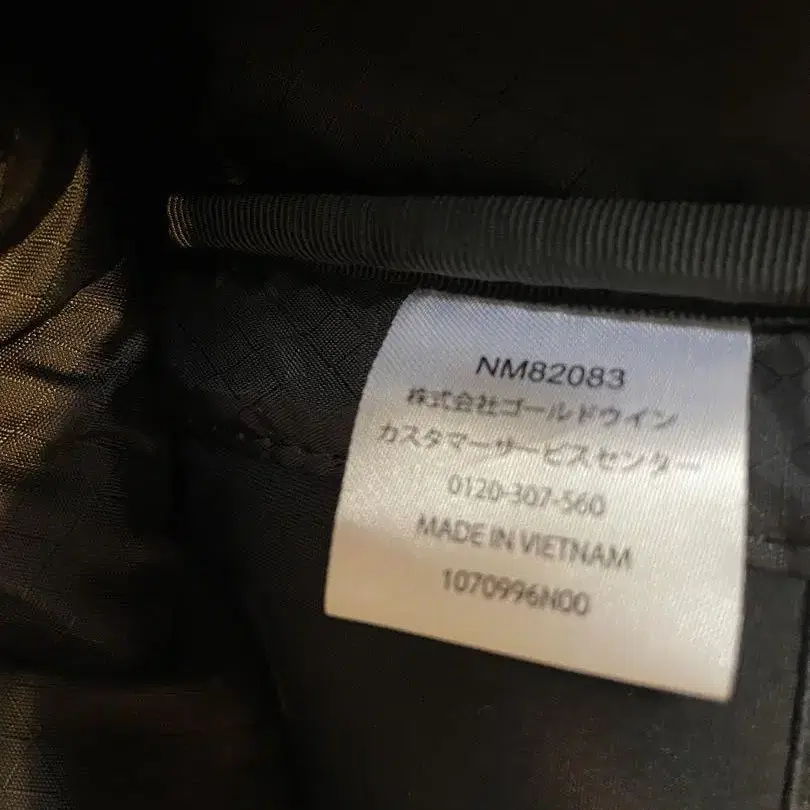 NM82083
株式会社ゴールドウイン
カスタマーサービスセンター
0120-307-560
MADE IN VIETNAM
1070996N00